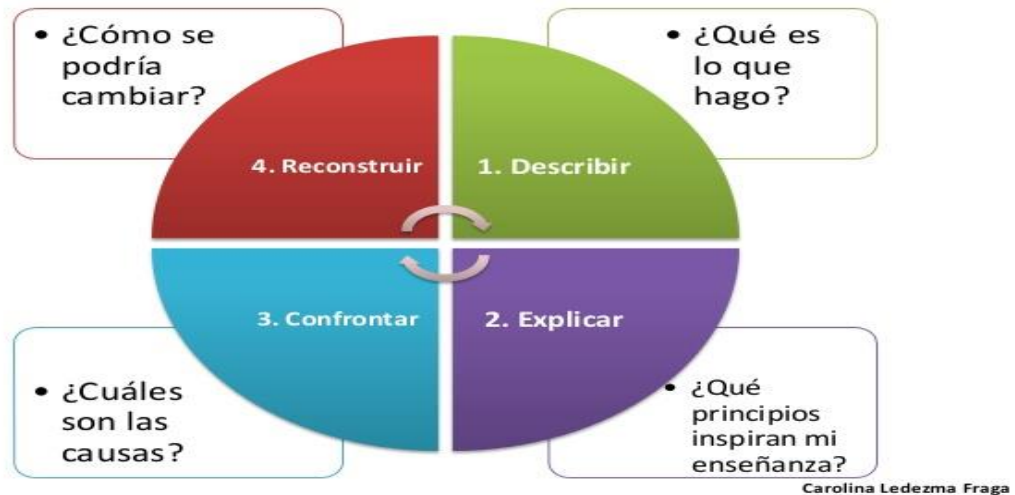 • ¿Cómo se
podría
cambiar?
• ¿Qué es
lo que
hago?
4. Reconstruir
1. Describir
3. Confrontar
2. Explicar
• ¿Cuáles
son las
causas?
• ¿Qué
principios
inspiran mi
enseñanza?
Carolina Ledezma Fraga